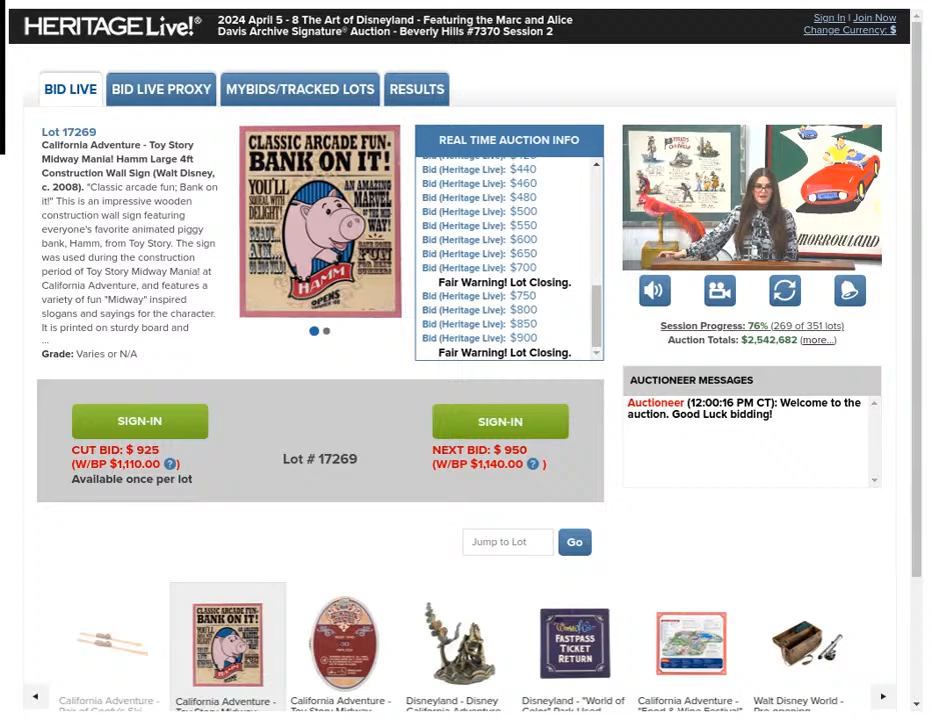 HERITAGE Live!®
2024 April 5 - 8 The Art of Disneyland - Featuring the Marc and Alice
Davis Archive Signature® Auction - Beverly Hills #7370 Session 2
Sign In | Join Now
Change Currency: $
BID LIVE
BID LIVE PROXY
MYBIDS/TRACKED LOTS
RESULTS
Lot 17269
California Adventure - Toy Story
Midway Mania! Hamm Large 4ft
Construction Wall Sign (Walt Disney,
c. 2008). "Classic arcade fun; Bank on
it!" This is an impressive wooden
construction wall sign featuring
everyone's favorite animated piggy
bank, Hamm, from Toy Story. The sign
was used during the construction
period of Toy Story Midway Mania! at
California Adventure, and features a
variety of fun "Midway" inspired
slogans and sayings for the character.
It is printed on sturdy board and
...
Grade: Varies or N/A
CLASSIC ARCADE FUN-
BANK ON IT!
YOU'LL
SQUEAL WITH
DELIGHT!
AN AMAZING
MARVEL
OF THE MID-
WAY!
HAMM
OPENS
REAL TIME AUCTION INFO
Bid (Heritage Live): $440
Bid (Heritage Live): $460
Bid (Heritage Live): $480
Bid (Heritage Live): $500
Bid (Heritage Live): $550
Bid (Heritage Live): $600
Bid (Heritage Live): $650
Bid (Heritage Live): $700
Fair Warning! Lot Closing.
Bid (Heritage Live): $750
Bid (Heritage Live): $800
Bid (Heritage Live): $850
Bid (Heritage Live): $900
Fair Warning! Lot Closing.
Session Progress: 76% (269 of 351 lots)
Auction Totals: $2,542,682 (more...)
AUCTIONEER MESSAGES
Auctioneer (12:00:16 PM CT): Welcome to the
auction. Good Luck bidding!
SIGN-IN
CUT BID: $ 925
(W/BP $1,110.00 ? )
Available once per lot
Lot # 17269
SIGN-IN
NEXT BID: $ 950
(W/BP $1,140.00 ? )
Jump to Lot
Go
CLASSIC ARCADE FUN-
BANK ON IT!
FASTPASS
TICKET
RETURN
California Adventure -
California Adventure -
California Adventure -
Disneyland - Disney
Disneyland - "World of
California Adventure -
Walt Disney World -